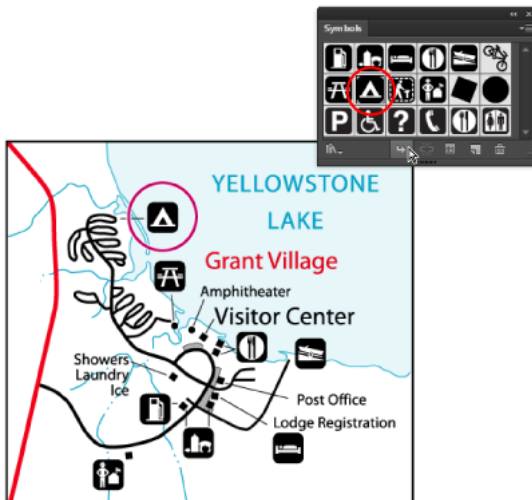 Symbols
P
?
YELLOWSTONE
LAKE
Grant Village
Amphitheater
Visitor Center
Showers
Laundry
Ice
Post Office
Lodge Registration